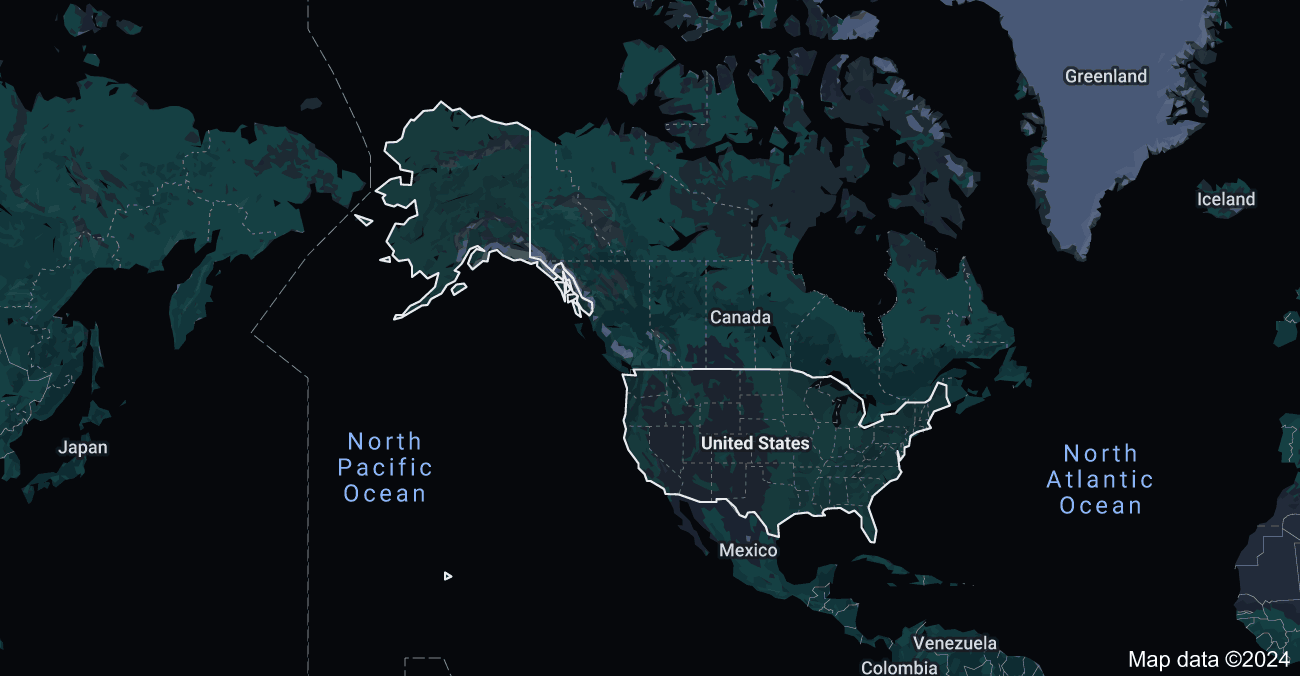 Greenland
Iceland
Canada
Japan
North
Pacific
Ocean
United States
North
Atlantic
Ocean
Mexico
Venezuela
Colombia
Map data ©2024